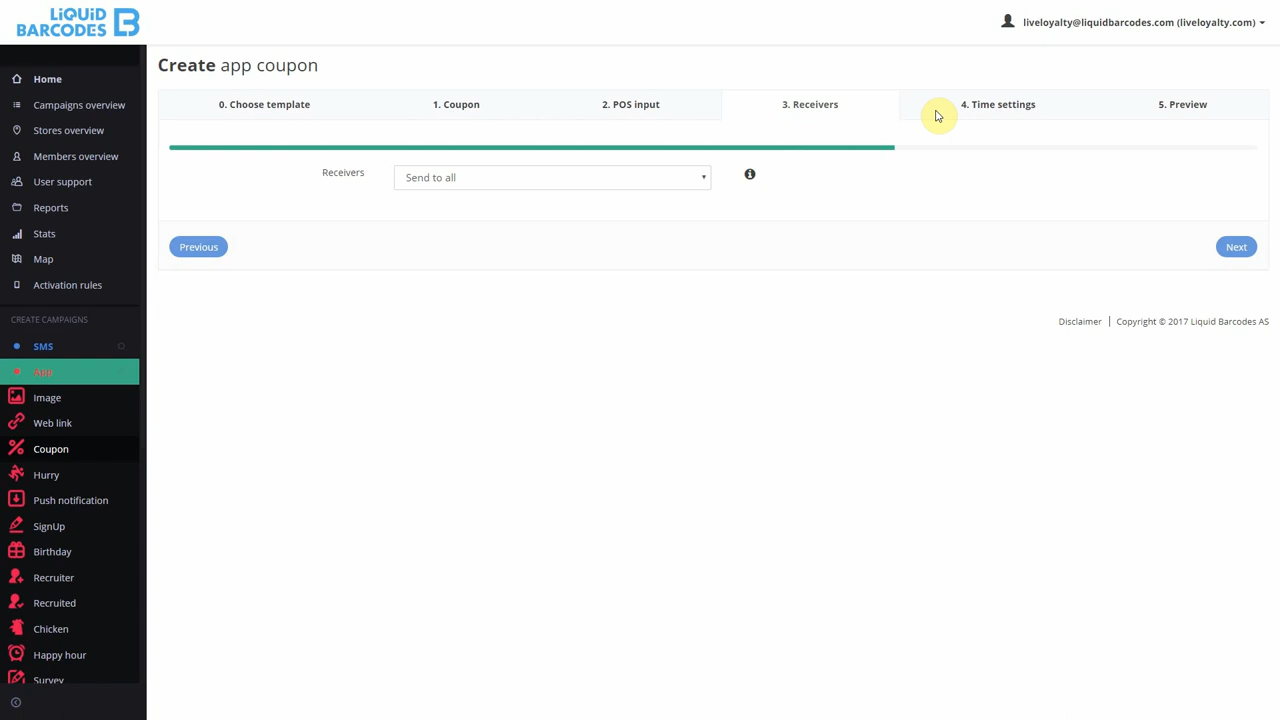 LiQUiD
BARCODES
liveloyalty@liquidbarcodes.com (liveloyalty.com)
Create app coupon
0. Choose template
1. Coupon
2. POS input
3. Receivers
4. Time settings
5. Preview
Receivers
Send to all
Previous
Next
Disclaimer
Copyright © 2017 Liquid Barcodes AS
Home
Campaigns overview
Stores overview
Members overview
User support
Reports
Stats
Map
Activation rules
CREATE CAMPAIGNS
SMS
App
Image
Web link
Coupon
Hurry
Push notification
SignUp
Birthday
Recruiter
Recruited
Chicken
Happy hour
Survey